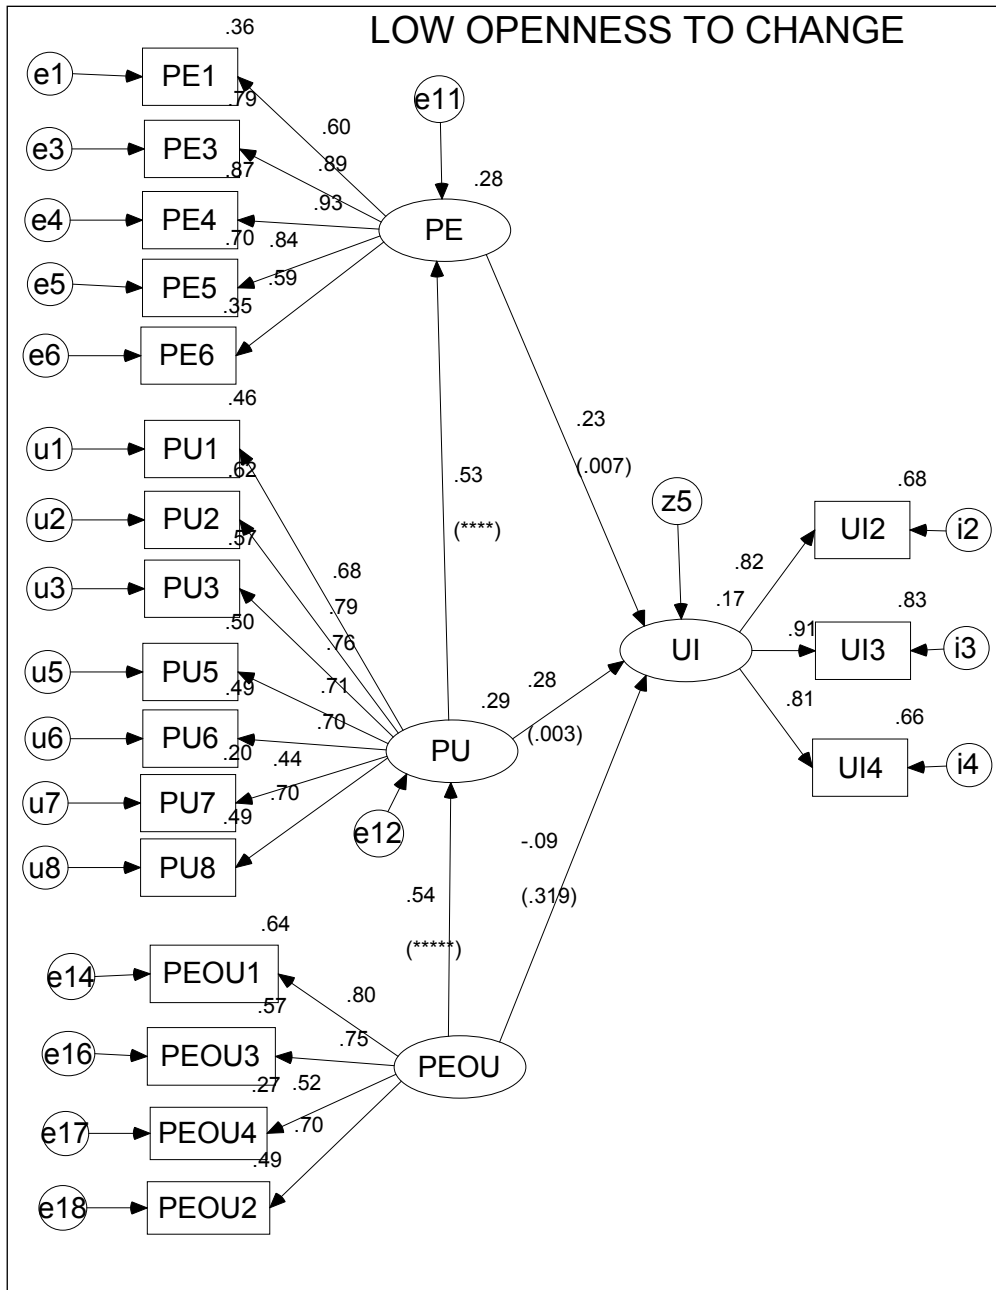 LOW OPENNESS TO CHANGE
.36
e1
PE1
.79
e11
.60
e3
PE3
.87
.89
.28
.93
e4
PE4
.70
.84
PE
e5
PE5
.59
.35
e6
PE6
.46
.23
u1
PU1
.62
(.007)
.53
z5
.68
u2
PU2
.57
(****)
UI2
i2
.82
u3
PU3
.68
.17
.83
.50
.79
.76
.91
UI
UI3
i3
u5
PU5
.49
.71
.29
.28
.81
.66
u6
PU6
.20
.70
PU
(.003)
UI4
i4
.44
u7
PU7
.49
.70
e12
-.09
u8
PU8
.54
(.319)
.64
(*****)
e14
PEOU1
.57
.80
.75
e16
PEOU3
.27
.52
PEOU
e17
PEOU4
.49
.70
e18
PEOU2